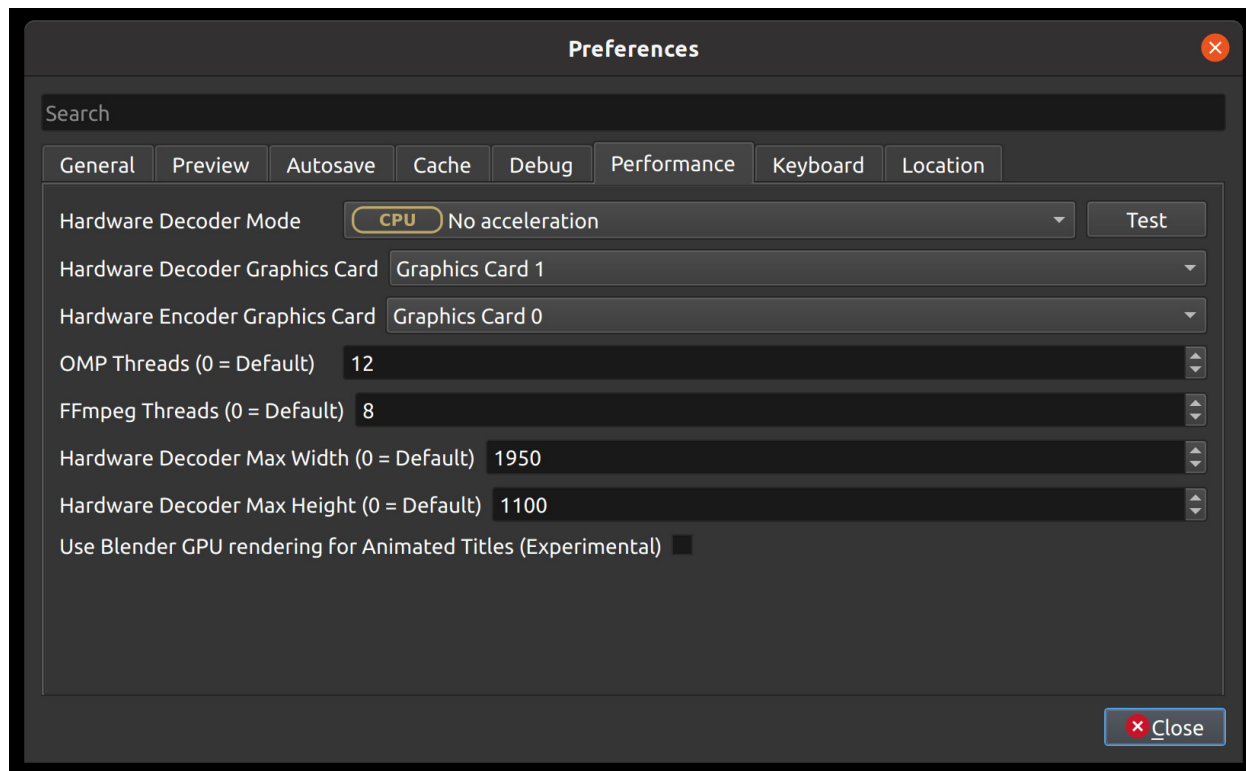 Preferences
Search
General Preview Autosave Cache Debug Performance Keyboard Location
Hardware Decoder Mode CPU No acceleration Test
Hardware Decoder Graphics Card Graphics Card 1
Hardware Encoder Graphics Card Graphics Card 0
OMP Threads (0 = Default) 12
FFmpeg Threads (0 = Default) 8
Hardware Decoder Max Width (0 = Default) 1950
Hardware Decoder Max Height (0 = Default) 1100
Use Blender GPU rendering for Animated Titles (Experimental)
Close